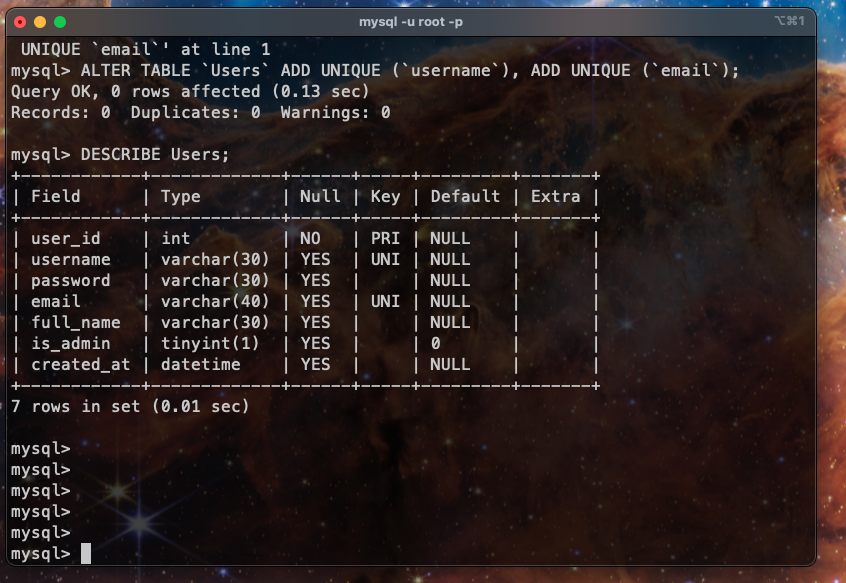 mysql -u root -p
⌥⌘1
UNIQUE `email`' at line 1
mysql> ALTER TABLE `Users` ADD UNIQUE (`username`), ADD UNIQUE (`email`);
Query OK, 0 rows affected (0.13 sec)
Records: 0  Duplicates: 0  Warnings: 0
mysql> DESCRIBE Users;
+------------+-------------+------+-----+---------+-------+
| Field      | Type        | Null | Key | Default | Extra |
+------------+-------------+------+-----+---------+-------+
| user_id    | int         | NO   | PRI | NULL    |       |
| username   | varchar(30) | YES  | UNI | NULL    |       |
| password   | varchar(30) | YES  |     | NULL    |       |
| email      | varchar(40) | YES  | UNI | NULL    |       |
| full_name  | varchar(30) | YES  |     | NULL    |       |
| is_admin   | tinyint(1)  | YES  |     | 0       |       |
| created_at | datetime    | YES  |     | NULL    |       |
+------------+-------------+------+-----+---------+-------+
7 rows in set (0.01 sec)
mysql>
mysql>
mysql>
mysql>
mysql>
mysql>